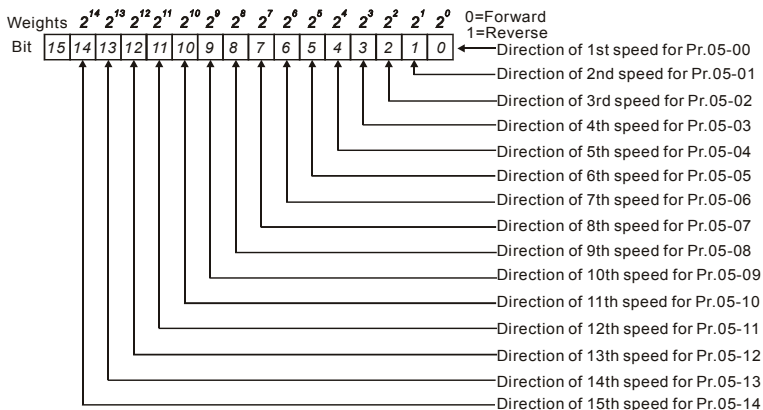 Weights 2^14 2^13 2^12 2^11 2^10 2^9 2^8 2^7 2^6 2^5 2^4 2^3 2^2 2^1 2^0 0=Forward
1=Reverse
Bit 15 14 13 12 11 10 9 8 7 6 5 4 3 2 1 0 Direction of 1st speed for Pr.05-00
Direction of 2nd speed for Pr.05-01
Direction of 3rd speed for Pr.05-02
Direction of 4th speed for Pr.05-03
Direction of 5th speed for Pr.05-04
Direction of 6th speed for Pr.05-05
Direction of 7th speed for Pr.05-06
Direction of 8th speed for Pr.05-07
Direction of 9th speed for Pr.05-08
Direction of 10th speed for Pr.05-09
Direction of 11th speed for Pr.05-10
Direction of 12th speed for Pr.05-11
Direction of 13th speed for Pr.05-12
Direction of 14th speed for Pr.05-13
Direction of 15th speed for Pr.05-14